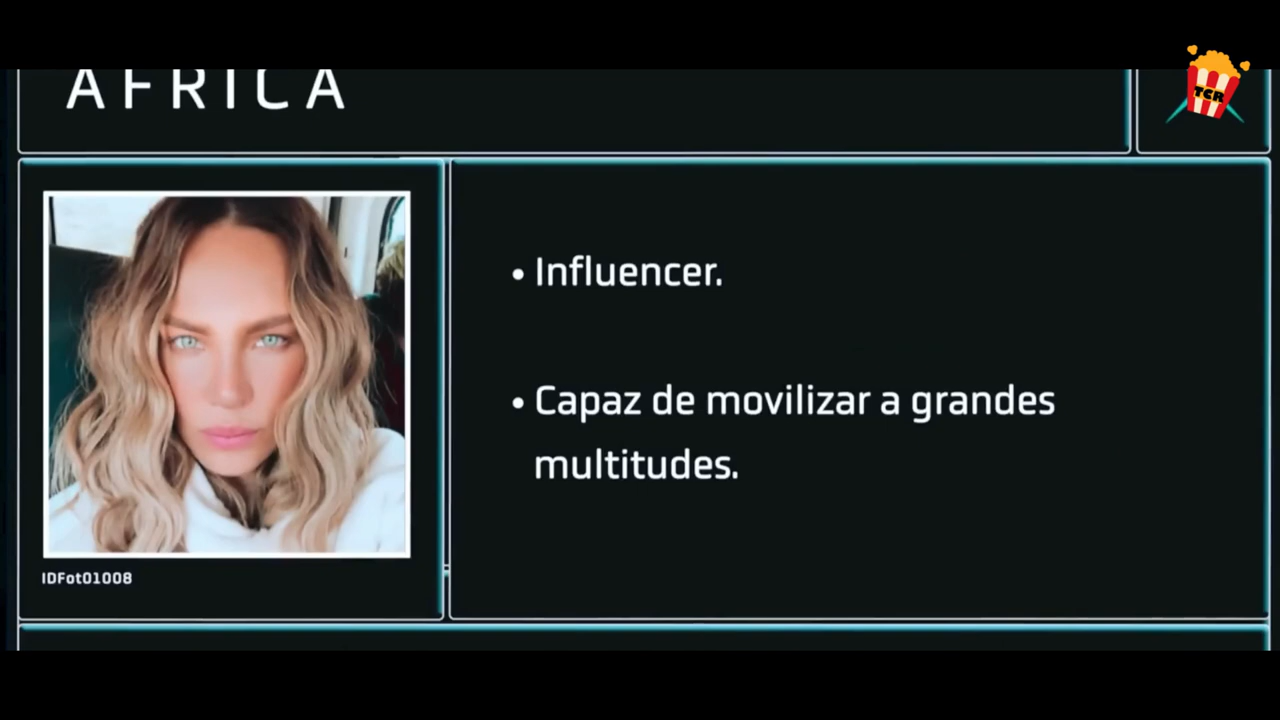 AFRICA
TCR
• Influencer.
• Capaz de movilizar a grandes
multitudes.
IDFot01008